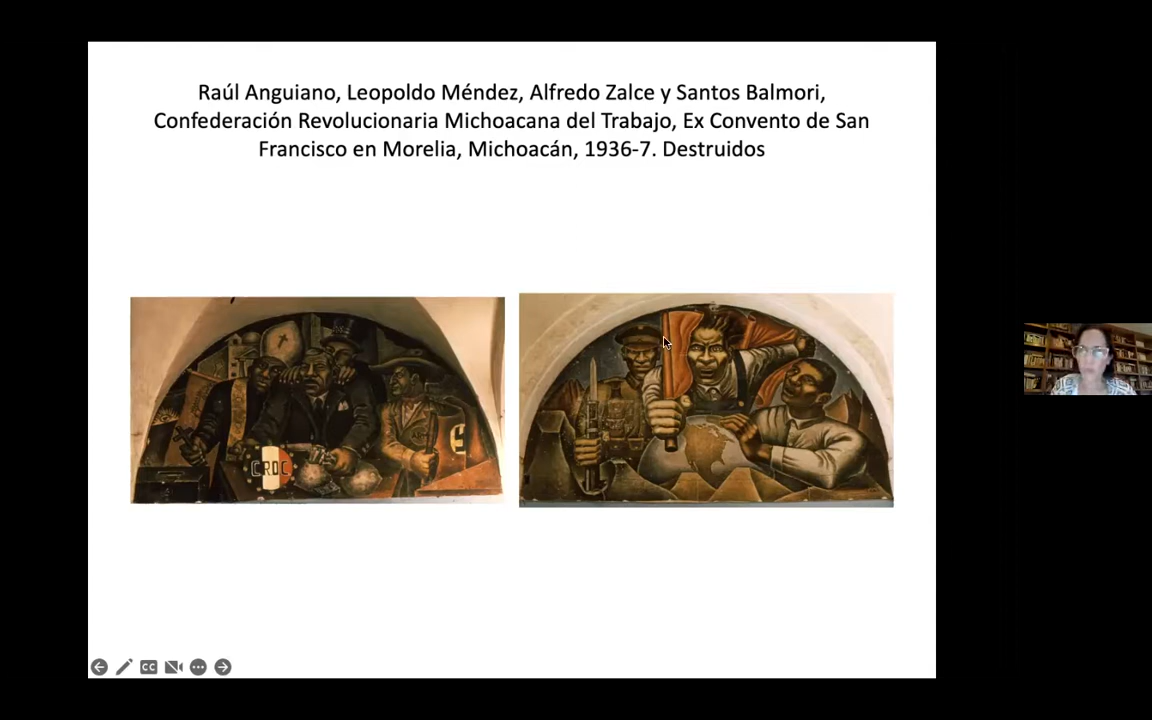 Raúl Anguiano, Leopoldo Méndez, Alfredo Zalce y Santos Balmori,
Confederación Revolucionaria Michoacana del Trabajo, Ex Convento de San
Francisco en Morelia, Michoacán, 1936-7. Destruidos
CROC
CC